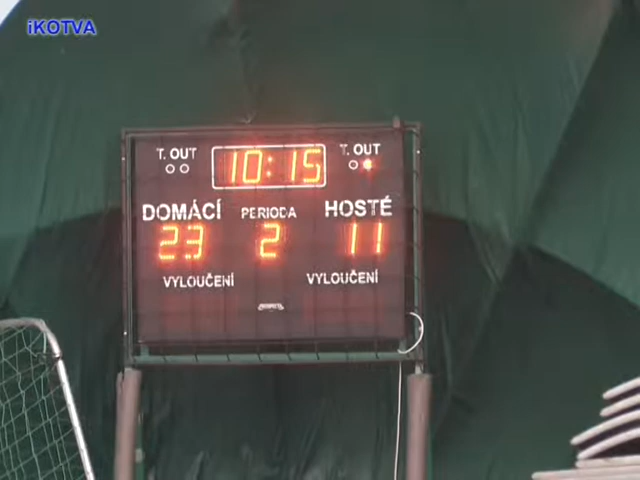 iKOTVA
T. OUT 10:15 T. OUT
DOMÁCÍ PERIODA HOSTÉ
23 2 11
VYLOUČENÍ VYLOUČENÍ